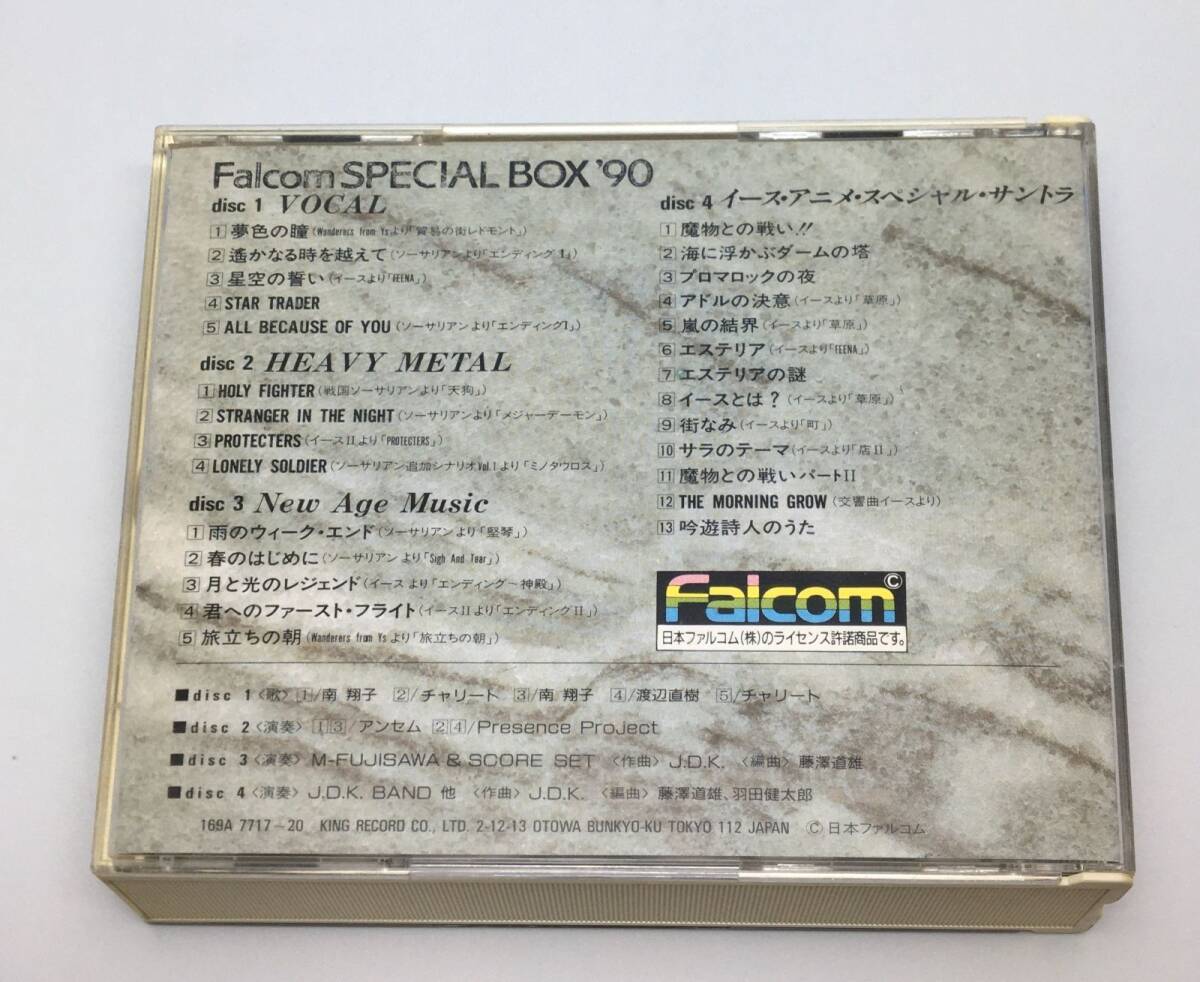 Falcom SPECIAL BOX '90
disc 1 VOCAL
1 夢色の瞳(Wanderers from Ysより「貿易の街レドモント」)
2 遙かなる時を越えて(ソーサリアンより「エンディング1」)
3 星空の誓い(イースより「FEENA」)
4 STAR TRADER
5 ALL BECAUSE OF YOU(ソーサリアンより「エンディング1」)
disc 2 HEAVY METAL
1 HOLY FIGHTER(戦国ソーサリアンより「天狗」)
2 STRANGER IN THE NIGHT(ソーサリアンより「メジャーデーモン」)
3 PROTECTERS(イースIIより「PROTECTERS」)
4 LONELY SOLDIER(ソーサリアン追加シナリオVol.1より「ミノタウロス」)
disc 3 New Age Music
1 雨のウィーク・エンド(ソーサリアンより「竪琴」)
2 春のはじめに(ソーサリアンより「Sigh And Tear」)
3 月と光のレジェンド(イースより「エンディング〜神殿」)
4 君へのファースト・フライト(イースIIより「エンディングII」)
5 旅立ちの朝(Wanderers from Ysより「旅立ちの朝」)
disc 4 イース・アニメ・スペシャル・サントラ
1 魔物との戦い!!
2 海に浮かぶダームの塔
3 プロマロックの夜
4 アドルの決意(イースより「草原」)
5 嵐の結界(イースより「草原」)
6 エステリア(イースより「FEENA」)
7 エステリアの謎
8 イースとは?(イースより「草原」)
9 街なみ(イースより「町」)
10 サラのテーマ(イースより「店II」)
11 魔物との戦いパートII
12 THE MORNING GROW(交響曲イースより)
13 吟遊詩人のうた
Falcom ©
日本ファルコム(株)のライセンス許諾商品です。
■disc 1〈歌〉1/南 翔子 2/チャリート 3/南 翔子 4/渡辺直樹 5/チャリート
■disc 2〈演奏〉1 3/アンセム 2 4/Presence Project
■disc 3〈演奏〉M-FUJISAWA & SCORE SET 〈作曲〉J.D.K. 〈編曲〉藤澤道雄
■disc 4〈演奏〉J.D.K. BAND 他 〈作曲〉J.D.K. 〈編曲〉藤澤道雄、羽田健太郎
169A 7717〜20 KING RECORD CO., LTD. 2-12-13 OTOWA BUNKYO-KU TOKYO 112 JAPAN ©日本ファルコム